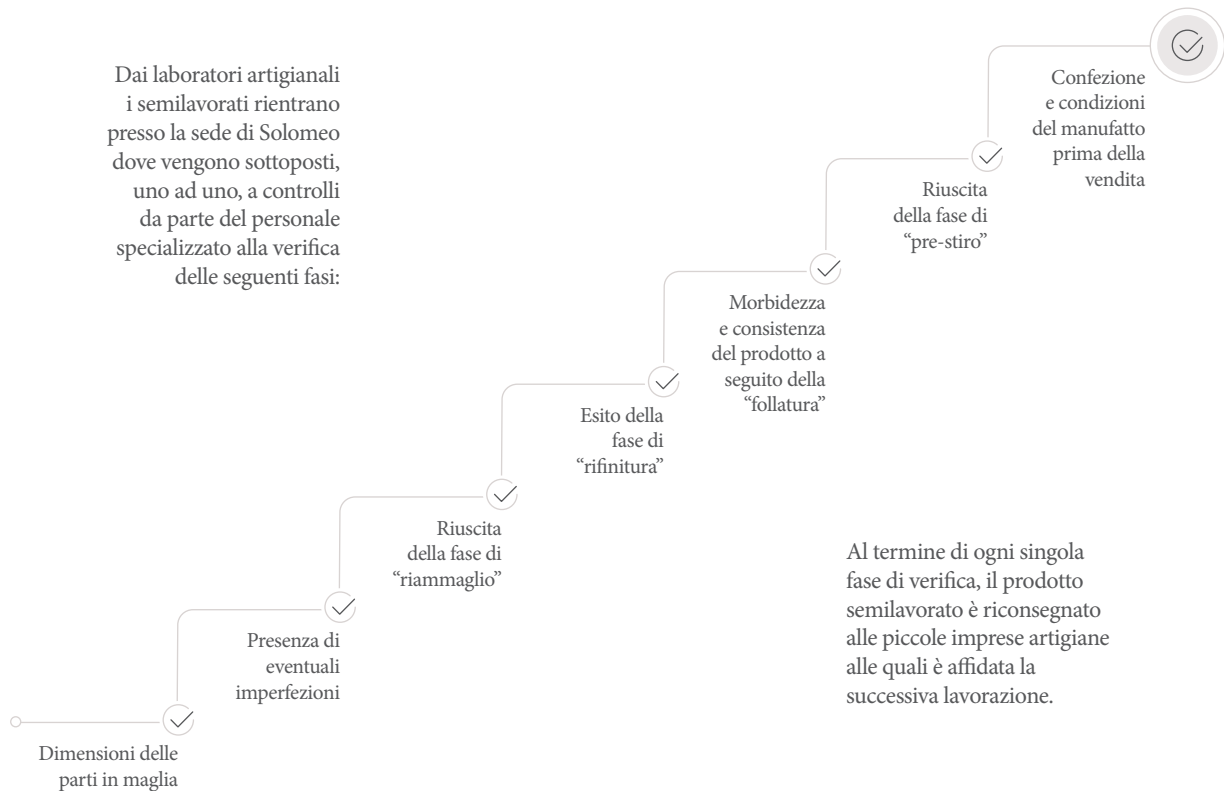 Dai laboratori artigianali
i semilavorati rientrano
presso la sede di Solomeo
dove vengono sottoposti,
uno ad uno, a controlli
da parte del personale
specializzato alla verifica
delle seguenti fasi:
Dimensioni delle
parti in maglia
Presenza di
eventuali
imperfezioni
Riuscita
della fase di
“riammaglio”
Esito della
fase di
“rifinitura”
Morbidezza
e consistenza
del prodotto a
seguito della
“follatura”
Riuscita
della fase di
“pre-stiro”
Confezione
e condizioni
del manufatto
prima della
vendita
Al termine di ogni singola
fase di verifica, il prodotto
semilavorato è riconsegnato
alle piccole imprese artigiane
alle quali è affidata la
successiva lavorazione.